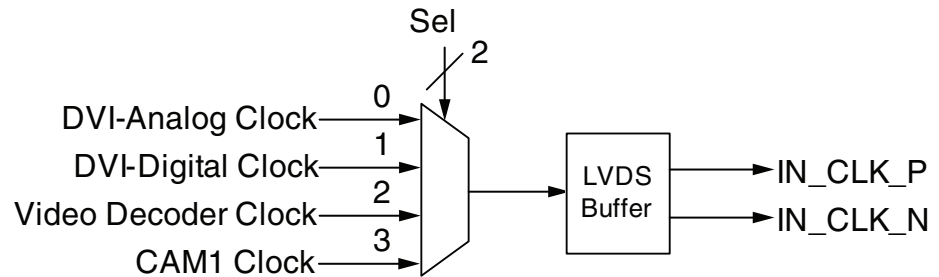 Sel
2
0
DVI-Analog Clock
1
DVI-Digital Clock
2
Video Decoder Clock
3
CAM1 Clock
LVDS
Buffer
IN_CLK_P
IN_CLK_N